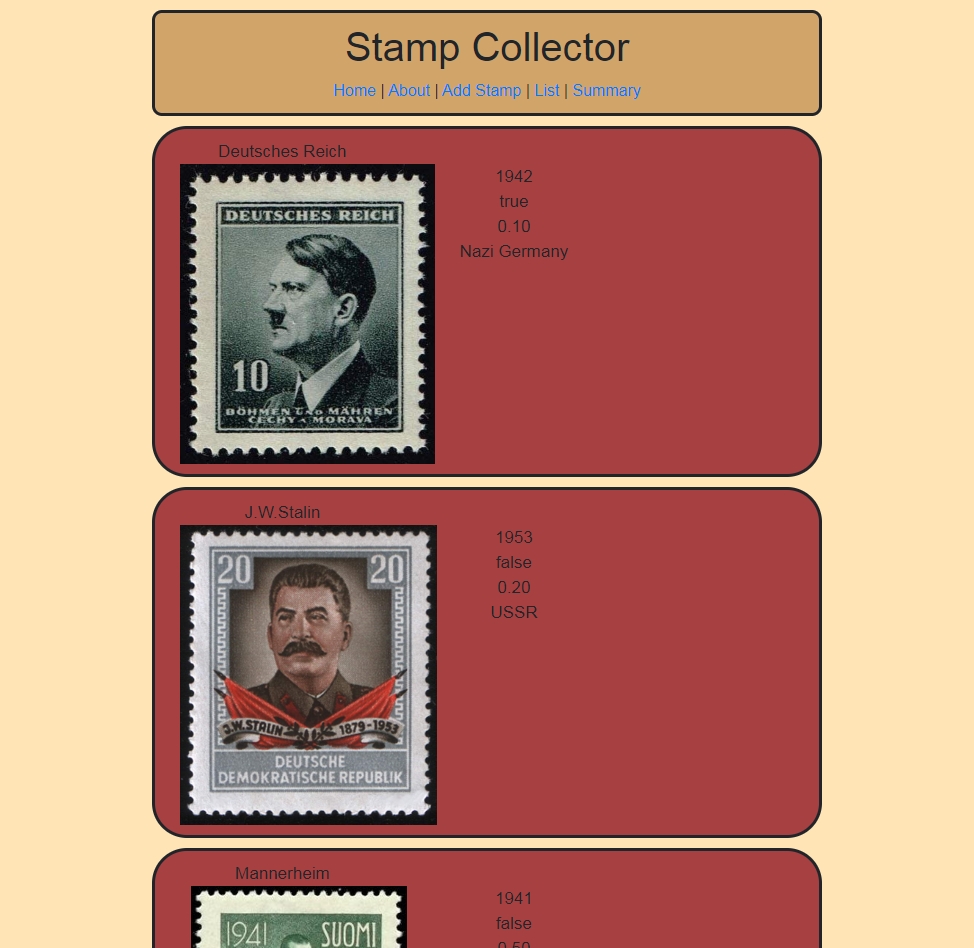 Stamp Collector
Home | About | Add Stamp | List | Summary
Deutsches Reich
DEUTSCHES REICH
10
BÖHMEN UND MÄHREN
ČECHY A MORAVA
1942
true
0.10
Nazi Germany
J.W.Stalin
20 20
J.W.STALIN 1879-1953
DEUTSCHE
DEMOKRATISCHE REPUBLIK
1953
false
0.20
USSR
Mannerheim
1941 SUOMI
1941
false
0.50